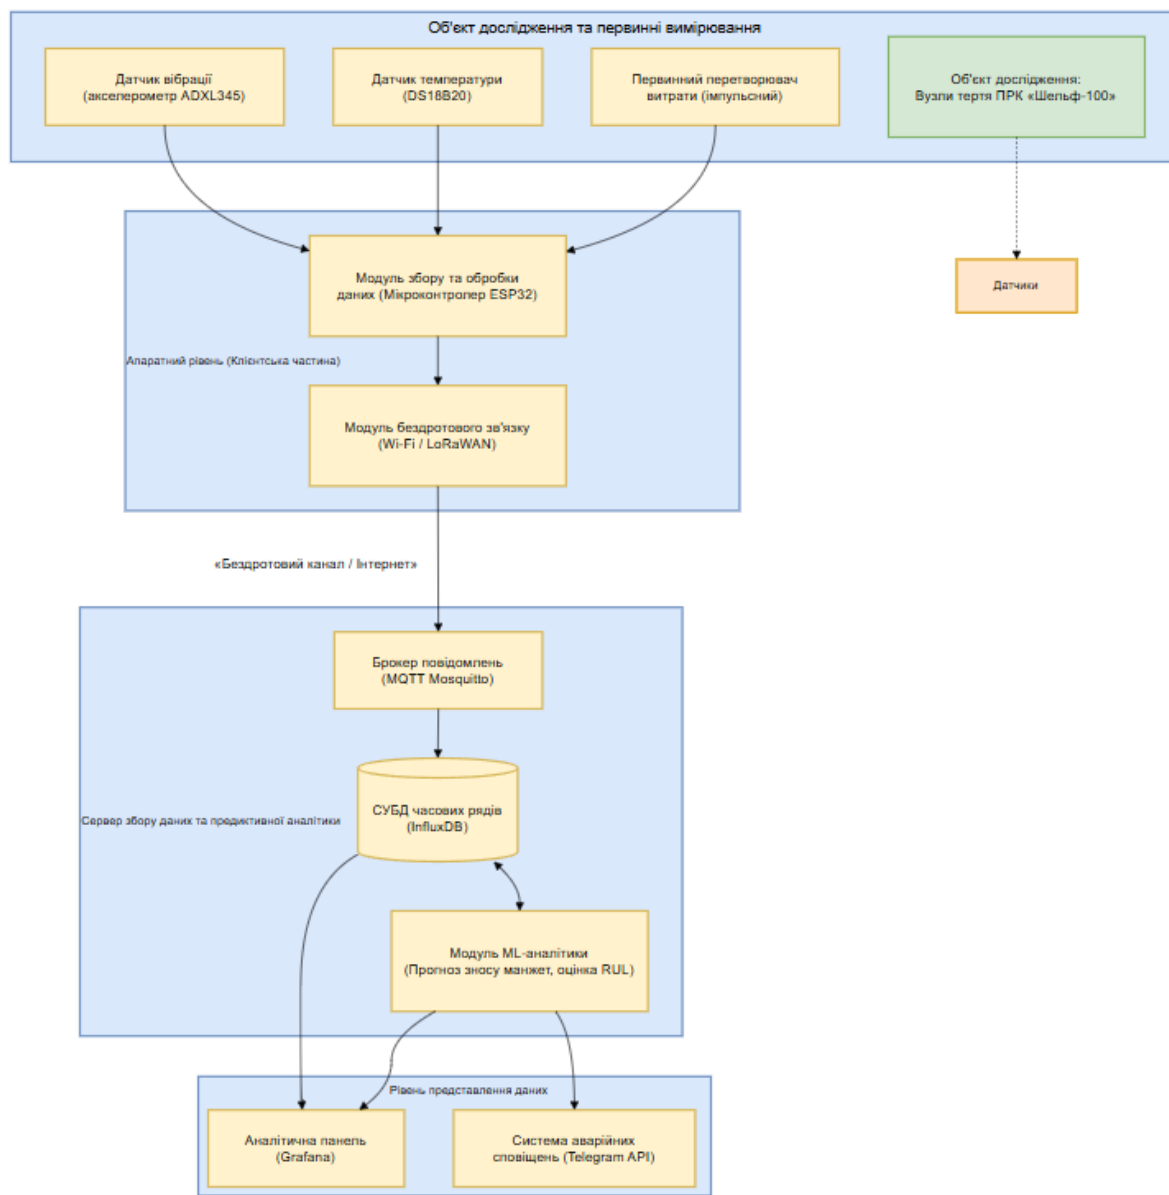 Об'єкт дослідження та первинні вимірювання
Датчик вібрації
(акселерометр ADXL345)
Датчик температури
(DS18B20)
Первинний перетворювач
витрати (імпульсний)
Об'єкт дослідження:
Вузли тертя ПРК «Шельф-100»
Датчики
Модуль збору та обробки
даних (Мікроконтролер ESP32)
Апаратний рівень (Клієнтська частина)
Модуль бездротового зв'язку
(Wi-Fi / LoRaWAN)
«Бездротовий канал / Інтернет»
Брокер повідомлень
(MQTT Mosquitto)
СУБД часових рядів
(InfluxDB)
Сервер збору даних та предиктивної аналітики
Модуль ML-аналітики
(Прогноз зносу манжет, оцінка RUL)
Рівень представлення даних
Аналітична панель
(Grafana)
Система аварійних
сповіщень (Telegram API)